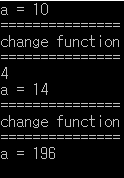 a = 10
===============
change function
===============
4
a = 14
===============
change function
===============
a = 196